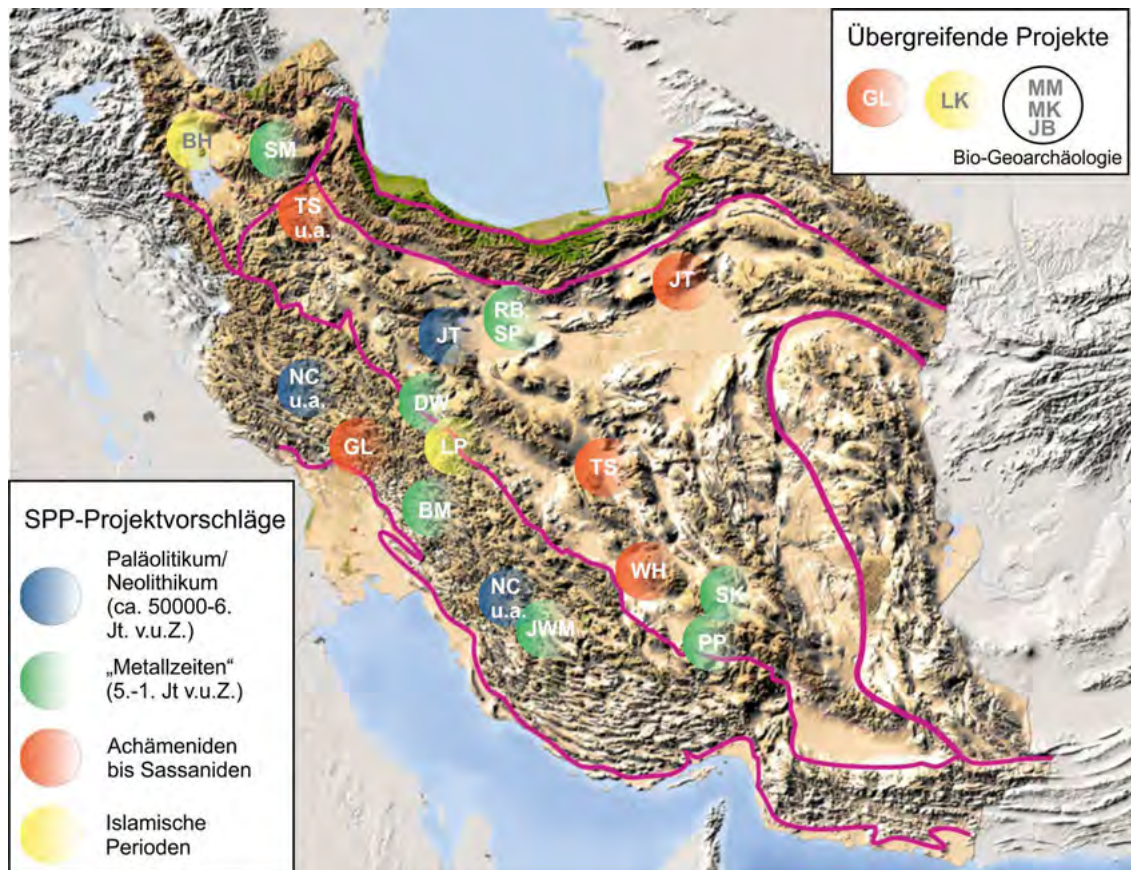 Übergreifende Projekte
GL
LK
MM
MK
JB
Bio-Geoarchäologie
BH
SM
TS
u.a.
JT
RB,
SP
JT
NC
u.a.
DW
GL
LP
TS
BM
WH
NC
u.a.
SK
JWM
PP
SPP-Projektvorschläge
Paläolitikum/
Neolithikum
(ca. 50000-6.
Jt. v.u.Z.)
„Metallzeiten“
(5.-1. Jt v.u.Z.)
Achämeniden
bis Sassaniden
Islamische
Perioden